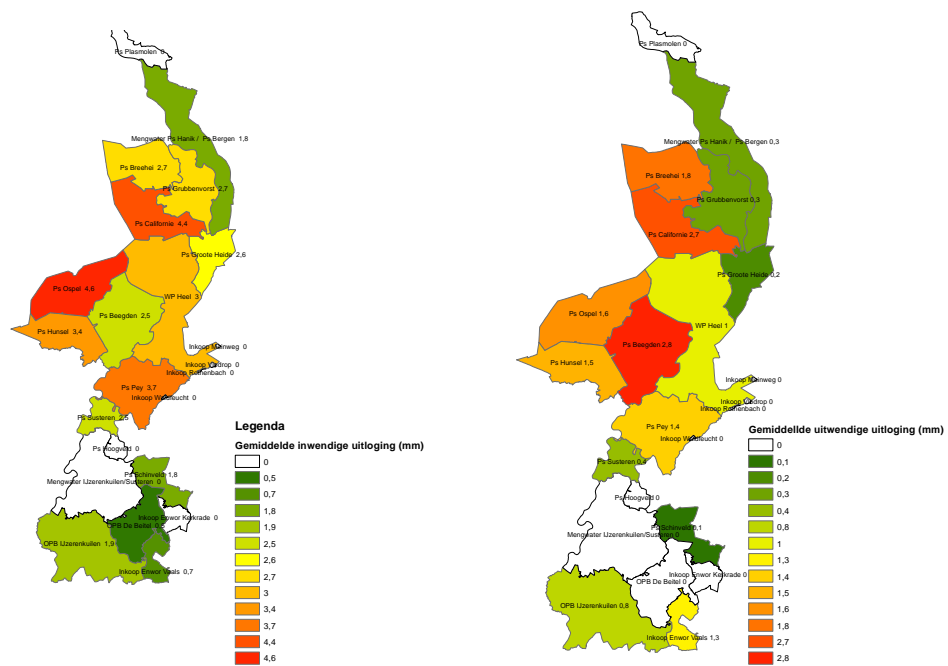 Ps Plasmolen 0
Mengwater Ps Hanik / Ps Bergen 1,8
Ps Breehei 2,7
Ps Grubbenvorst 2,7
Ps Californie 4,4
Ps Groote Heide 2,6
Ps Ospel 4,6
WP Heel 3
Ps Beegden 2,5
Ps Hunsel 3,4
Inkoop Meinweg 0
Inkoop Vlodrop 0
Inkoop Rothenbach 0
Ps Pey 3,7
Inkoop Waldfeucht 0
Ps Susteren 2,5
Ps Hoogveld 0
Ps Schinveld 1,8
Mengwater IJzerenkuilen/Susteren 0
Inkoop Enwor Kerkrade 0
OPB De Beitel 0,5
OPB IJzerenkuilen 1,9
Inkoop Enwor Vaals 0,7
Legenda
Gemiddelde inwendige uitloging (mm)
0
0,5
0,7
1,8
1,9
2,5
2,6
2,7
3
3,4
3,7
4,4
4,6
Ps Plasmolen 0
Mengwater Ps Hanik / Ps Bergen 0,3
Ps Breehei 1,8
Ps Grubbenvorst 0,3
Ps Californie 2,7
Ps Groote Heide 0,2
Ps Ospel 1,6
WP Heel 1
Ps Beegden 2,8
Ps Hunsel 1,5
Inkoop Meinweg 0
Inkoop Vlodrop 0
Inkoop Rothenbach 0
Ps Pey 1,4
Inkoop Waldfeucht 0
Ps Susteren 0,4
Ps Hoogveld 0
Ps Schinveld 0,1
Mengwater IJzerenkuilen/Susteren 0
Inkoop Enwor Kerkrade 0
OPB De Beitel 0
OPB IJzerenkuilen 0,8
Inkoop Enwor Vaals 1,3
Gemiddellde uitwendige uitloging (mm)
0
0,1
0,2
0,3
0,4
0,8
1
1,3
1,4
1,5
1,6
1,8
2,7
2,8